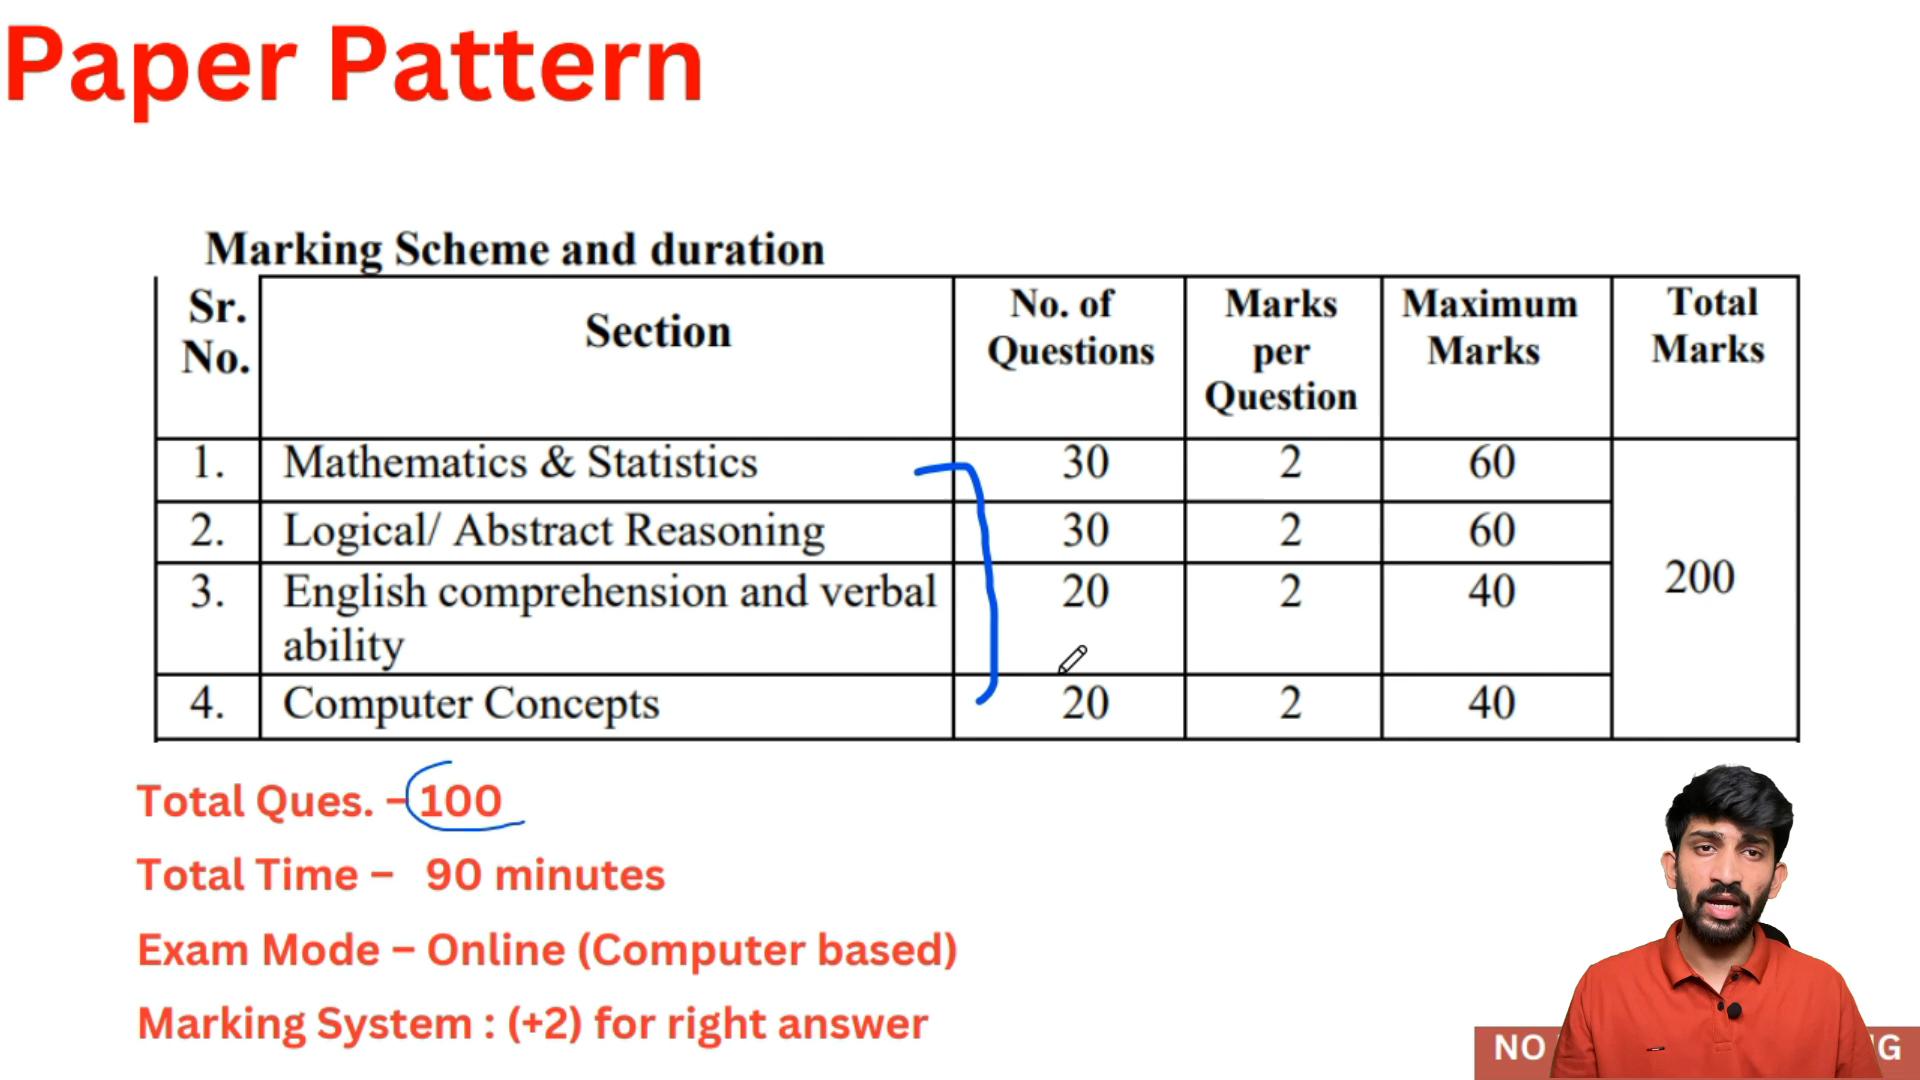 Paper Pattern
Marking Scheme and duration
Sr. No. Section No. of Questions Marks per Question Maximum Marks Total Marks
1. Mathematics & Statistics 30 2 60 200
2. Logical/ Abstract Reasoning 30 2 60
3. English comprehension and verbal ability 20 2 40
4. Computer Concepts 20 2 40
Total Ques. – 100
Total Time – 90 minutes
Exam Mode – Online (Computer based)
Marking System : (+2) for right answer
NO